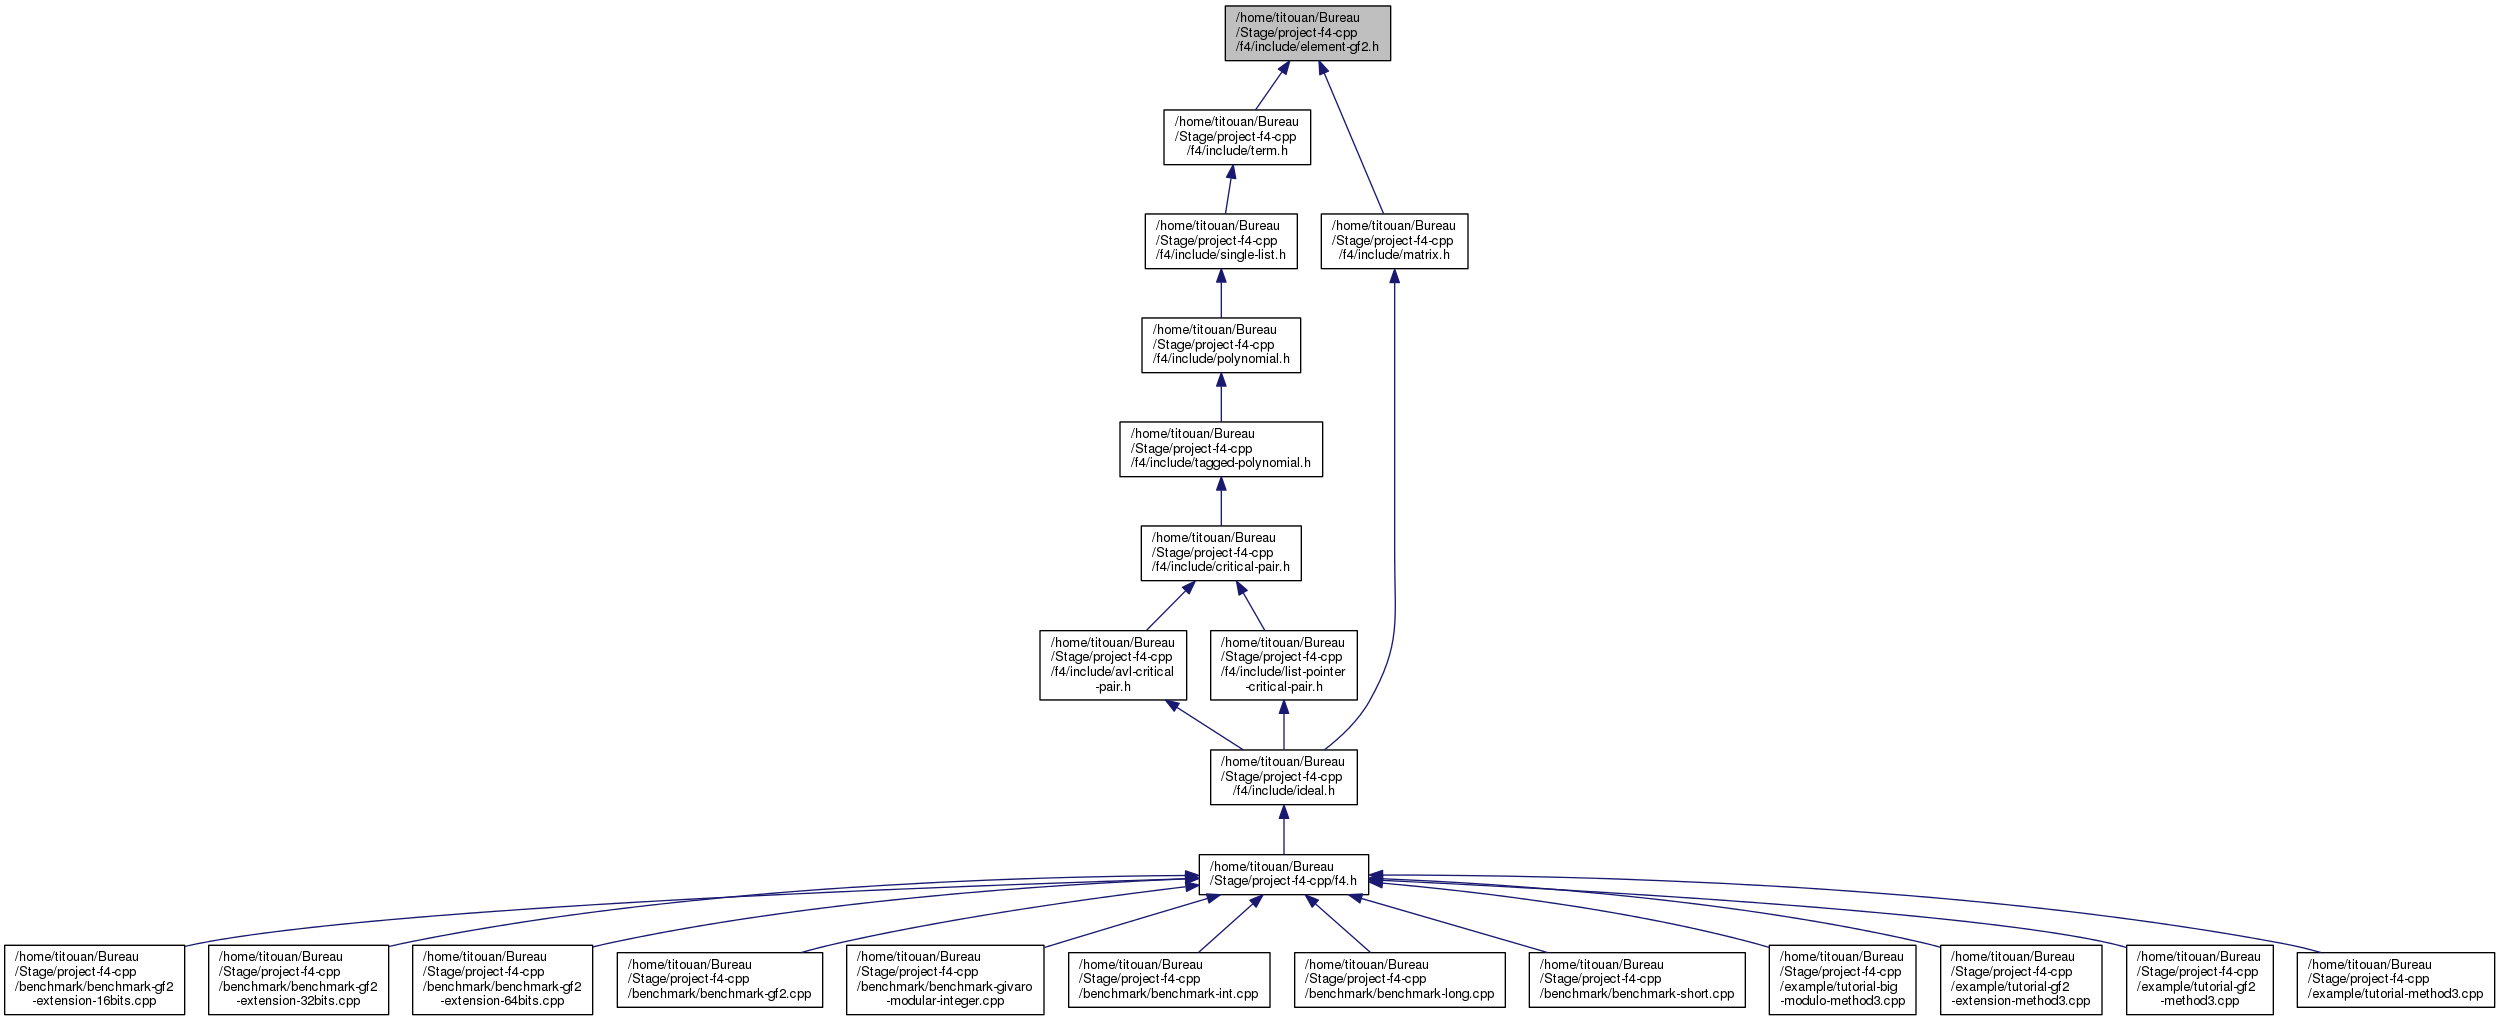 /home/titouan/Bureau
/Stage/project-f4-cpp
/f4/include/element-gf2.h
/home/titouan/Bureau
/Stage/project-f4-cpp
/f4/include/term.h
/home/titouan/Bureau
/Stage/project-f4-cpp
/f4/include/single-list.h
/home/titouan/Bureau
/Stage/project-f4-cpp
/f4/include/matrix.h
/home/titouan/Bureau
/Stage/project-f4-cpp
/f4/include/polynomial.h
/home/titouan/Bureau
/Stage/project-f4-cpp
/f4/include/tagged-polynomial.h
/home/titouan/Bureau
/Stage/project-f4-cpp
/f4/include/critical-pair.h
/home/titouan/Bureau
/Stage/project-f4-cpp
/f4/include/avl-critical
-pair.h
/home/titouan/Bureau
/Stage/project-f4-cpp
/f4/include/list-pointer
-critical-pair.h
/home/titouan/Bureau
/Stage/project-f4-cpp
/f4/include/ideal.h
/home/titouan/Bureau
/Stage/project-f4-cpp/f4.h
/home/titouan/Bureau
/Stage/project-f4-cpp
/benchmark/benchmark-gf2
-extension-16bits.cpp
/home/titouan/Bureau
/Stage/project-f4-cpp
/benchmark/benchmark-gf2
-extension-32bits.cpp
/home/titouan/Bureau
/Stage/project-f4-cpp
/benchmark/benchmark-gf2
-extension-64bits.cpp
/home/titouan/Bureau
/Stage/project-f4-cpp
/benchmark/benchmark-gf2.cpp
/home/titouan/Bureau
/Stage/project-f4-cpp
/benchmark/benchmark-givaro
-modular-integer.cpp
/home/titouan/Bureau
/Stage/project-f4-cpp
/benchmark/benchmark-int.cpp
/home/titouan/Bureau
/Stage/project-f4-cpp
/benchmark/benchmark-long.cpp
/home/titouan/Bureau
/Stage/project-f4-cpp
/benchmark/benchmark-short.cpp
/home/titouan/Bureau
/Stage/project-f4-cpp
/example/tutorial-big
-modulo-method3.cpp
/home/titouan/Bureau
/Stage/project-f4-cpp
/example/tutorial-gf2
-extension-method3.cpp
/home/titouan/Bureau
/Stage/project-f4-cpp
/example/tutorial-gf2
-method3.cpp
/home/titouan/Bureau
/Stage/project-f4-cpp
/example/tutorial-method3.cpp